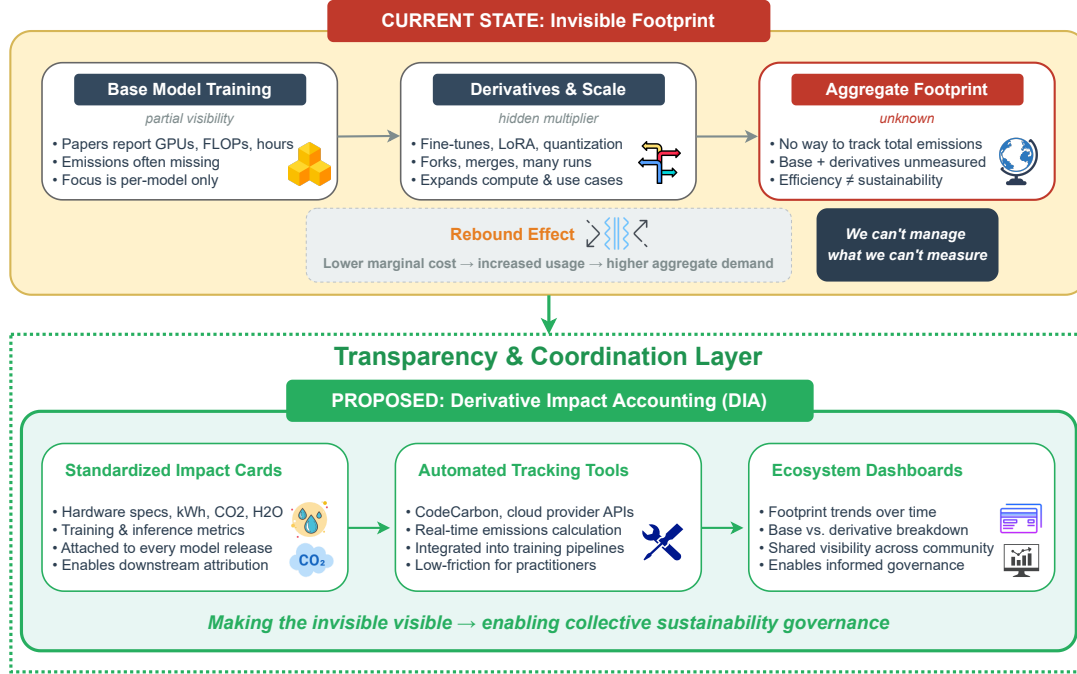 CURRENT STATE: Invisible Footprint
Base Model Training
partial visibility
• Papers report GPUs, FLOPs, hours
• Emissions often missing
• Focus is per-model only
Derivatives & Scale
hidden multiplier
• Fine-tunes, LoRA, quantization
• Forks, merges, many runs
• Expands compute & use cases
Aggregate Footprint
unknown
• No way to track total emissions
• Base + derivatives unmeasured
• Efficiency ≠ sustainability
Rebound Effect
Lower marginal cost → increased usage → higher aggregate demand
We can't manage
what we can't measure
Transparency & Coordination Layer
PROPOSED: Derivative Impact Accounting (DIA)
Standardized Impact Cards
• Hardware specs, kWh, CO2, H2O
• Training & inference metrics
• Attached to every model release
• Enables downstream attribution
CO₂
Automated Tracking Tools
• CodeCarbon, cloud provider APIs
• Real-time emissions calculation
• Integrated into training pipelines
• Low-friction for practitioners
Ecosystem Dashboards
• Footprint trends over time
• Base vs. derivative breakdown
• Shared visibility across community
• Enables informed governance
Making the invisible visible → enabling collective sustainability governance